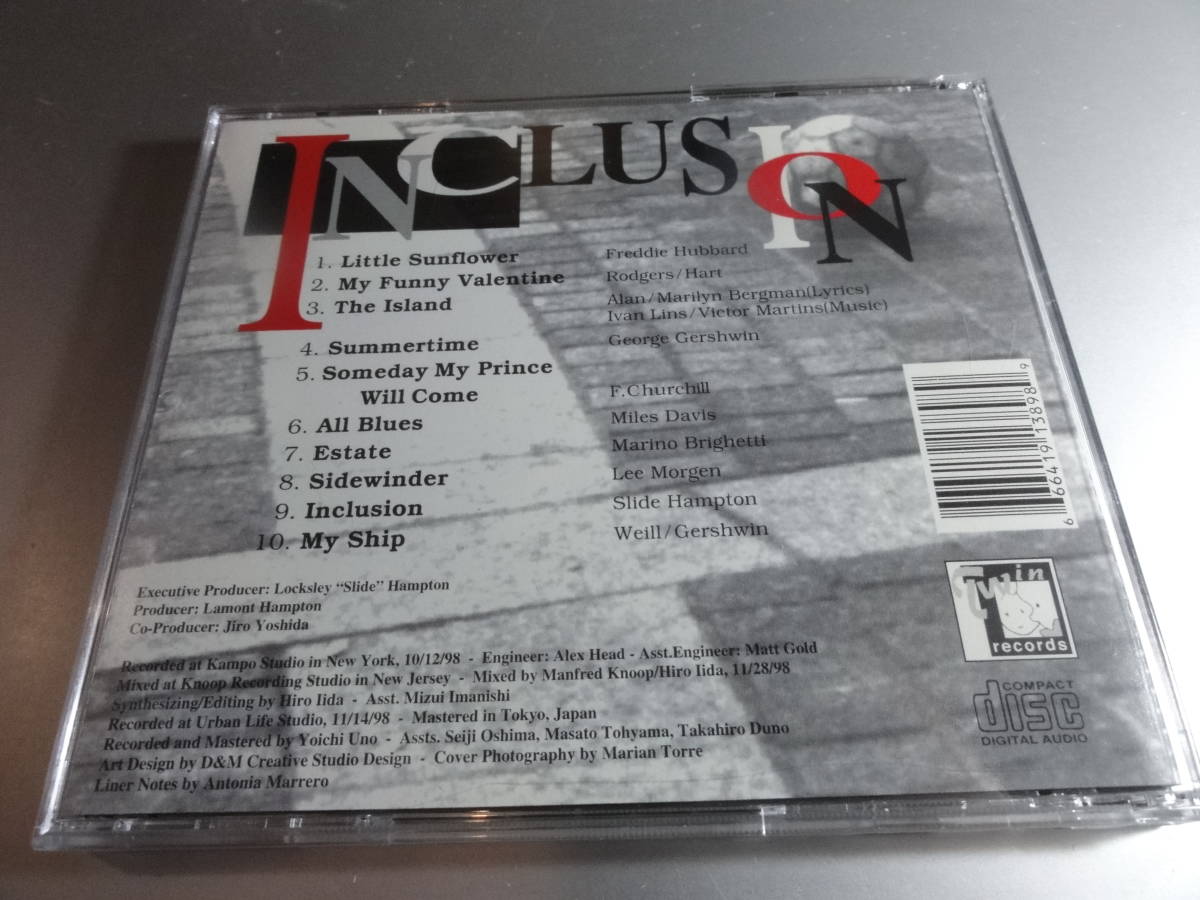 INCLUSION
1. Little Sunflower Freddie Hubbard
2. My Funny Valentine Rodgers/Hart
3. The Island Alan/Marilyn Bergman(Lyrics)
Ivan Lins/Victor Martins(Music)
4. Summertime George Gershwin
5. Someday My Prince
Will Come F.Churchill
6. All Blues Miles Davis
7. Estate Marino Brighetti
8. Sidewinder Lee Morgen
9. Inclusion Slide Hampton
10. My Ship Weill/Gershwin
6 66419 13898 9
Twin
records
Executive Producer: Locksley "Slide" Hampton
Producer: Lamont Hampton
Co-Producer: Jiro Yoshida
Recorded at Kampo Studio in New York, 10/12/98 - Engineer: Alex Head - Asst.Engineer: Matt Gold
Mixed at Knoop Recording Studio in New Jersey - Mixed by Manfred Knoop/Hiro Iida, 11/28/98
Synthesizing/Editing by Hiro Iida - Asst. Mizui Imanishi
Recorded at Urban Life Studio, 11/14/98 - Mastered in Tokyo, Japan
Recorded and Mastered by Yoichi Uno - Assts. Seiji Oshima, Masato Tohyama, Takahiro Duno
Art Design by D&M Creative Studio Design - Cover Photography by Marian Torre
Liner Notes by Antonia Marrero
COMPACT
disc
DIGITAL AUDIO